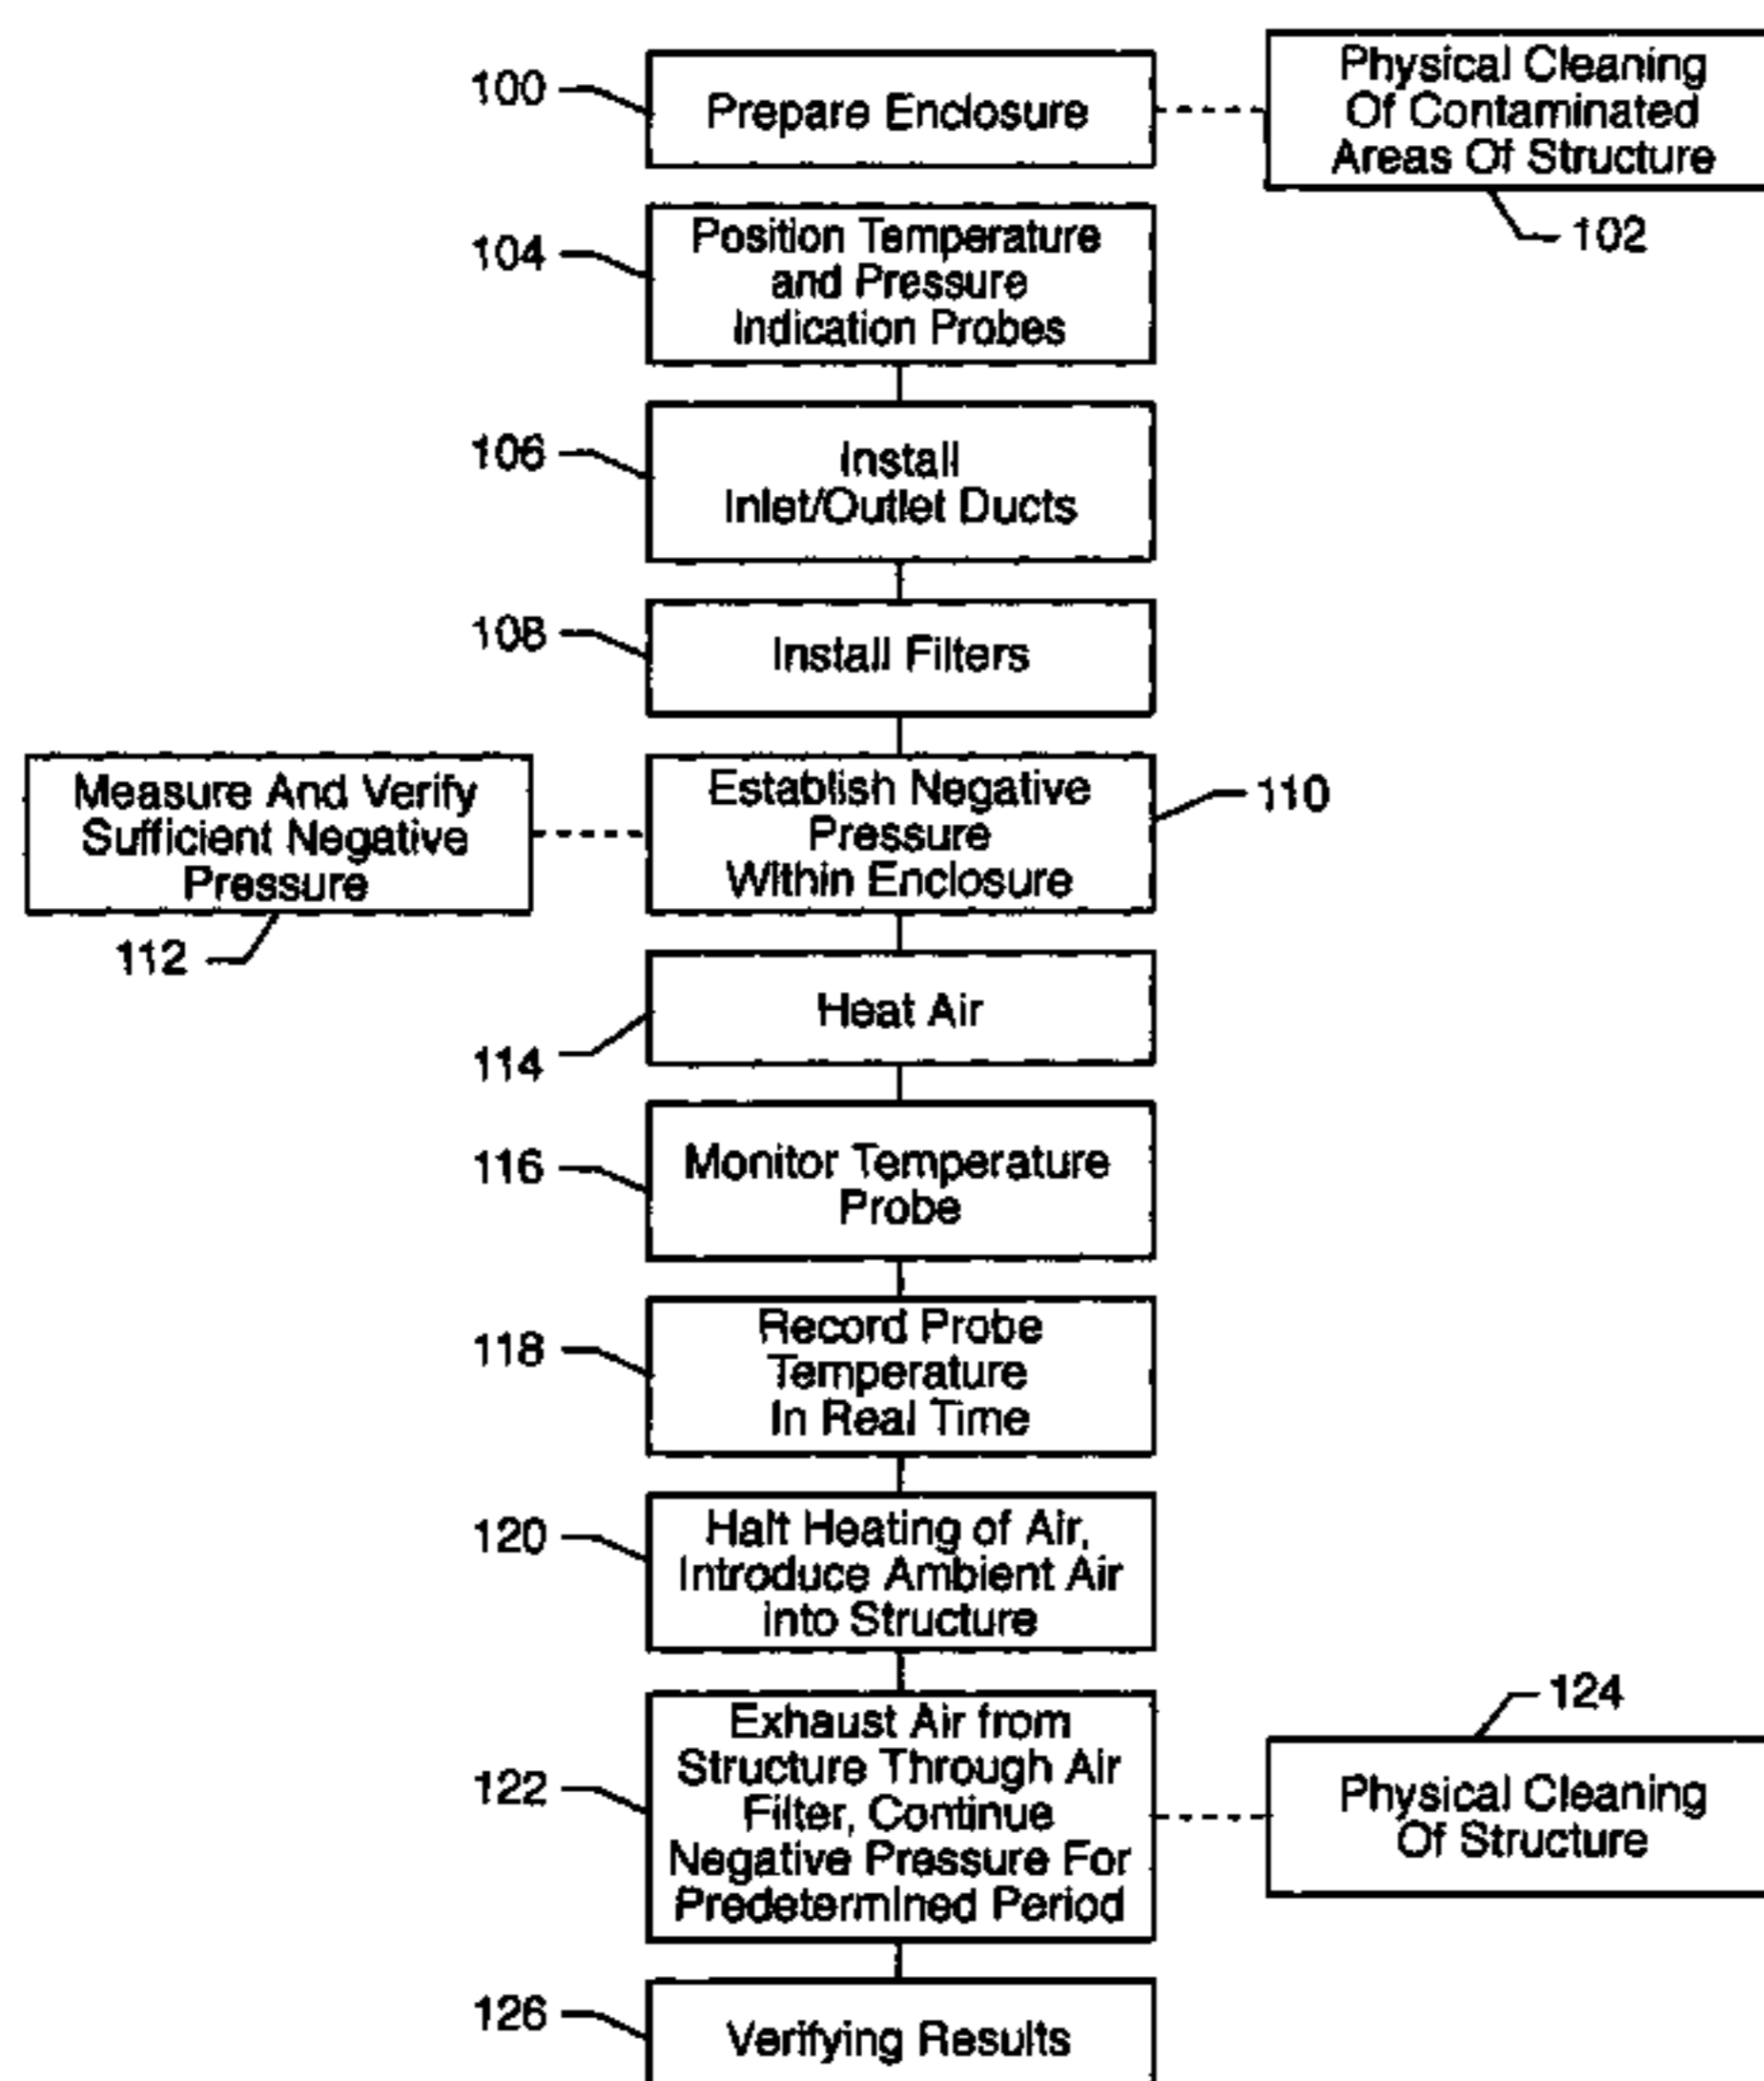 100
Prepare Enclosure
Physical Cleaning
Of Contaminated
Areas Of Structure
102
104
Position Temperature
and Pressure
Indication Probes
106
Install
Inlet/Outlet Ducts
108
Install Filters
Measure And Verify
Sufficient Negative
Pressure
112
Establish Negative
Pressure
Within Enclosure
110
114
Heat Air
116
Monitor Temperature
Probe
118
Record Probe
Temperature
In Real Time
120
Halt Heating of Air,
Introduce Ambient Air
into Structure
122
Exhaust Air from
Structure Through Air
Filter, Continue
Negative Pressure For
Predetermined Period
124
Physical Cleaning
Of Structure
126
Verifying Results